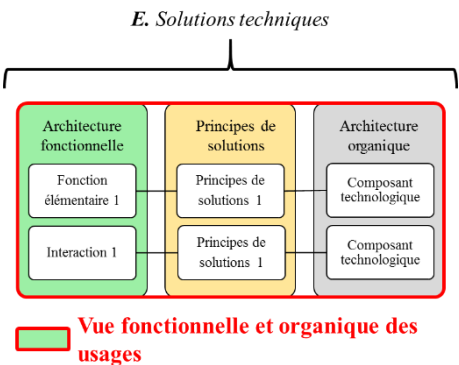 E. Solutions techniques
Architecture
fonctionnelle
Principes de
solutions
Architecture
organique
Fonction
élémentaire 1
Principes de
solutions 1
Composant
technologique
Interaction 1
Principes de
solutions 1
Composant
technologique
Vue fonctionnelle et organique des
usages